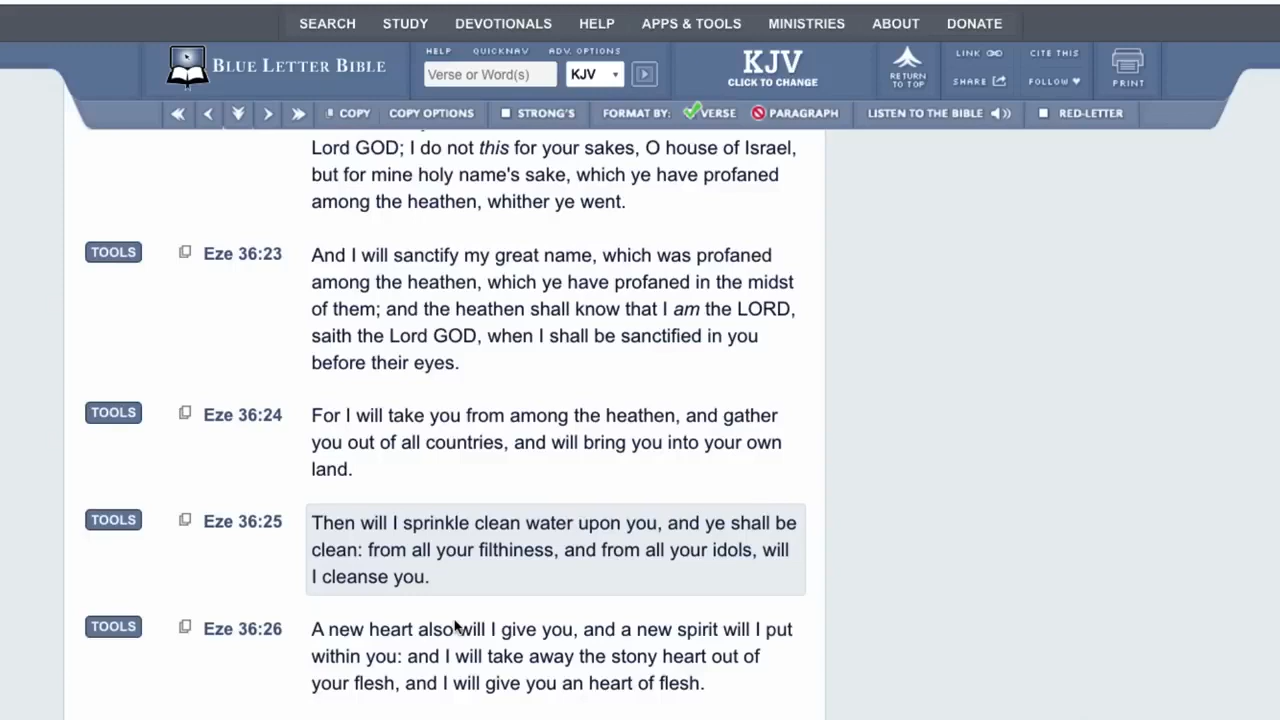 SEARCH STUDY DEVOTIONALS HELP APPS & TOOLS MINISTRIES ABOUT DONATE
HELP QUICKNAV ADV. OPTIONS
BLUE LETTER BIBLE
Verse or Word(s) KJV
KJV
CLICK TO CHANGE
RETURN
TO TOP
LINK CITE THIS
SHARE FOLLOW
PRINT
COPY COPY OPTIONS STRONG'S FORMAT BY: VERSE PARAGRAPH LISTEN TO THE BIBLE RED-LETTER
Lord GOD; I do not this for your sakes, O house of Israel,
but for mine holy name's sake, which ye have profaned
among the heathen, whither ye went.
TOOLS Eze 36:23 And I will sanctify my great name, which was profaned
among the heathen, which ye have profaned in the midst
of them; and the heathen shall know that I am the LORD,
saith the Lord GOD, when I shall be sanctified in you
before their eyes.
TOOLS Eze 36:24 For I will take you from among the heathen, and gather
you out of all countries, and will bring you into your own
land.
TOOLS Eze 36:25 Then will I sprinkle clean water upon you, and ye shall be
clean: from all your filthiness, and from all your idols, will
I cleanse you.
TOOLS Eze 36:26 A new heart also will I give you, and a new spirit will I put
within you: and I will take away the stony heart out of
your flesh, and I will give you an heart of flesh.